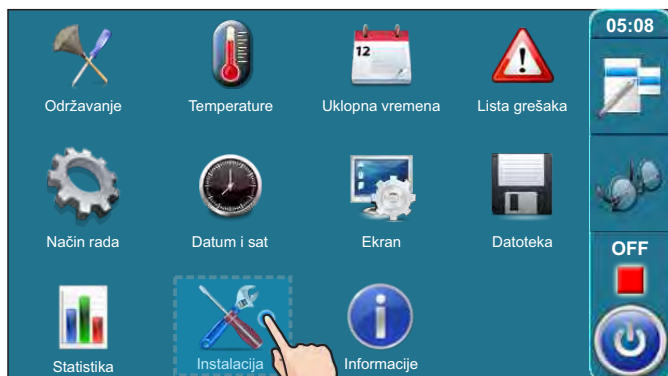 05:08
12
Održavanje
Temperature
Uklopna vremena
Lista grešaka
Način rada
Datum i sat
Ekran
Datoteka
OFF
Statistika
Instalacija
Informacije